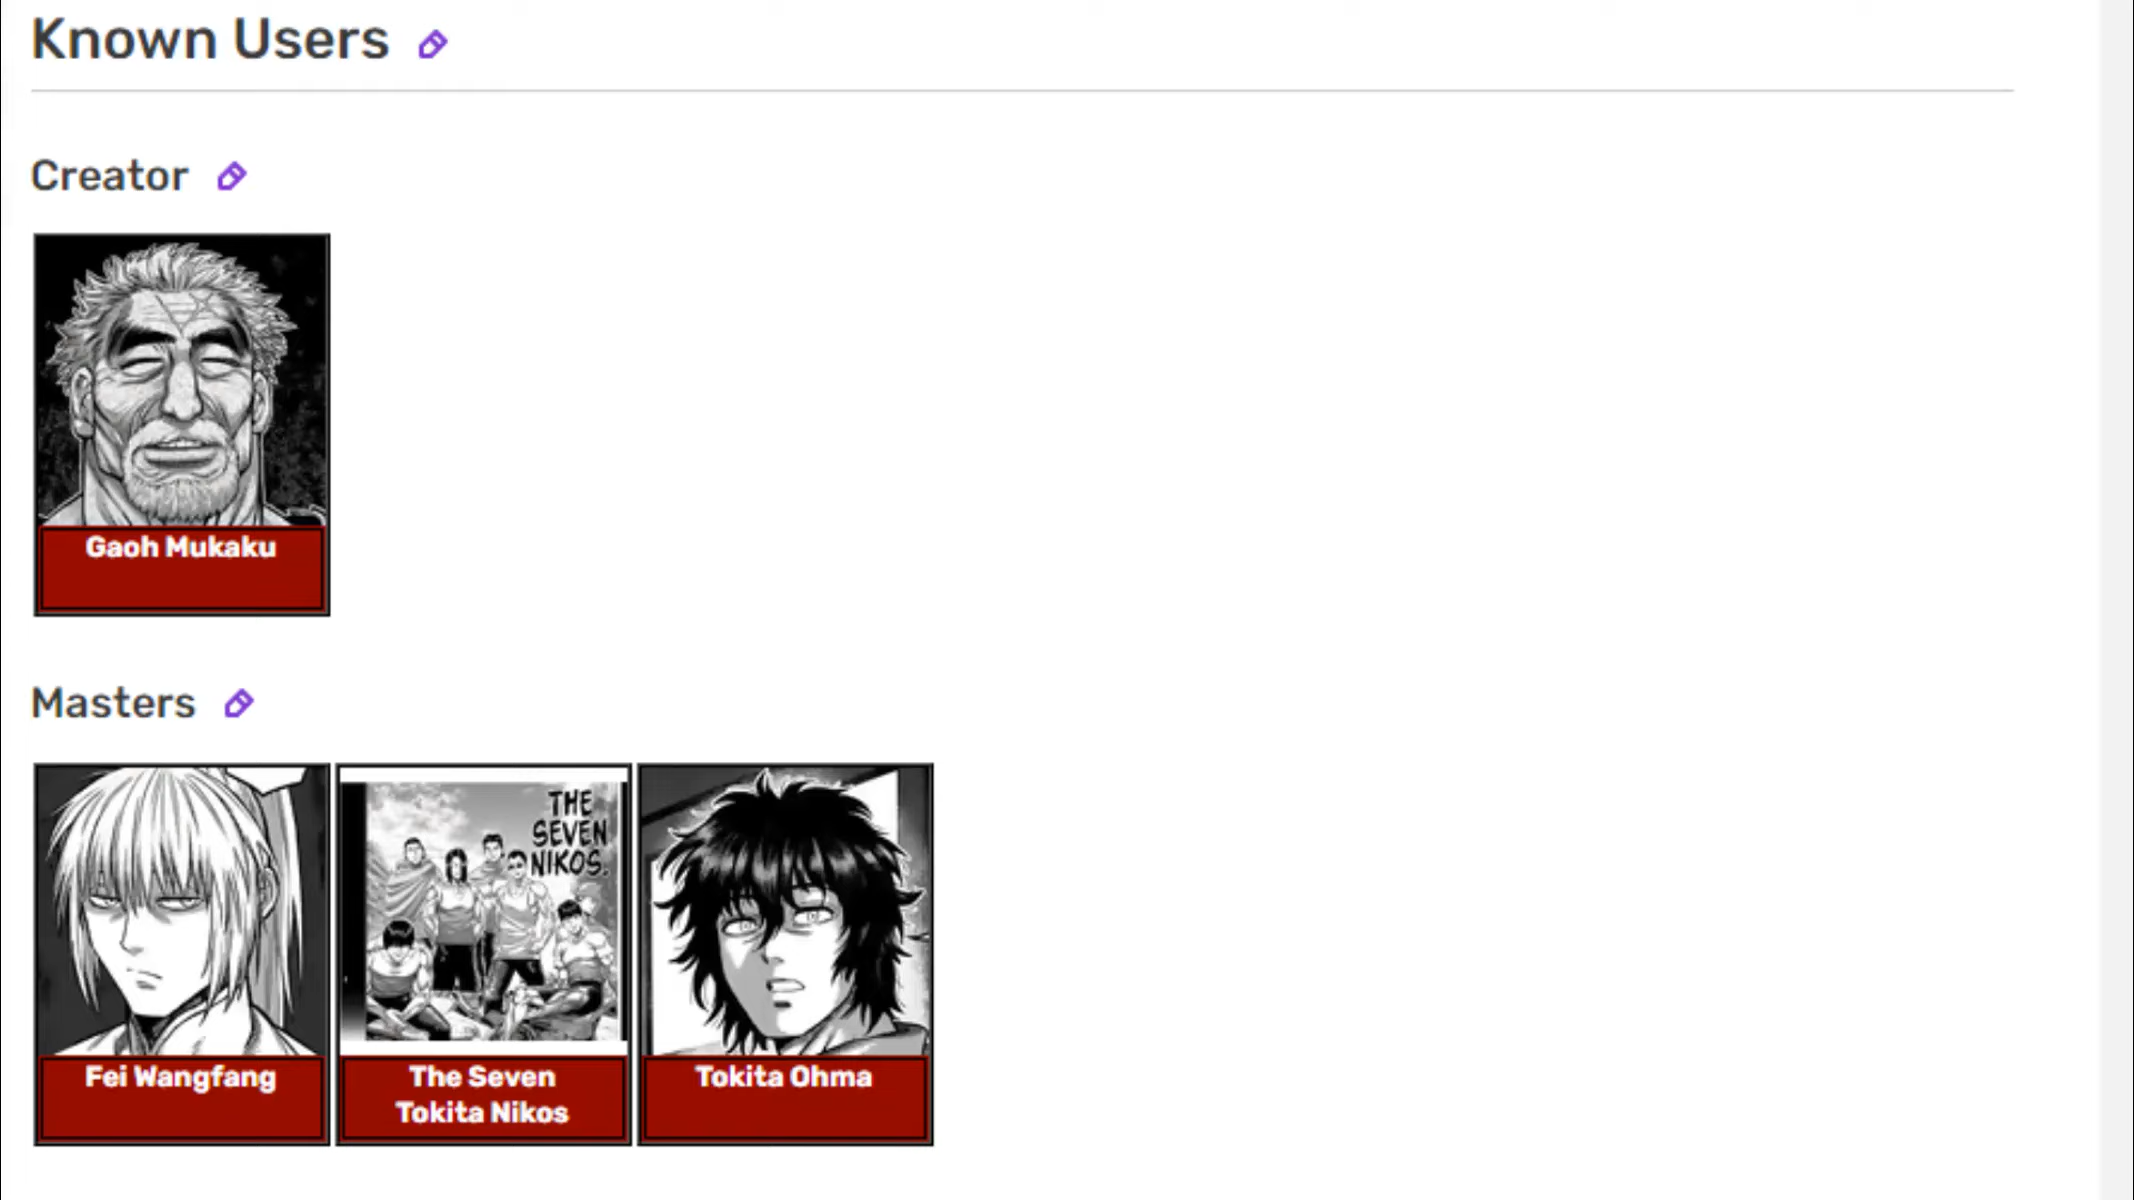 Known Users
Creator
Gaoh Mukaku
Masters
THE
SEVEN
NIKOS.
Fei Wangfang
The Seven
Tokita Nikos
Tokita Ohma